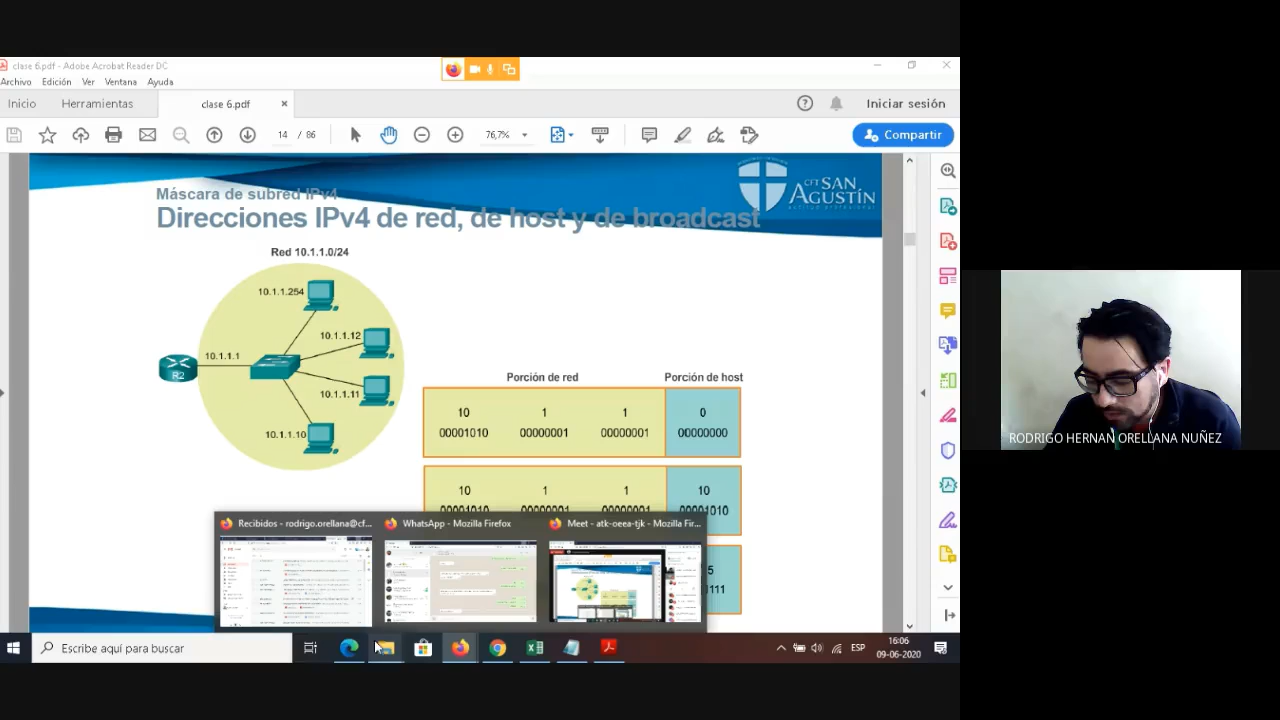 clase 6.pdf - Adobe Acrobat Reader DC
Archivo Edición Ver Ventana Ayuda
Inicio Herramientas clase 6.pdf × Iniciar sesión
14 / 86 76,7% Compartir
Máscara de subred IPv4
Direcciones IPv4 de red, de host y de broadcast
CFT SAN AGUSTÍN
Red 10.1.1.0/24
10.1.1.254
10.1.1.12
10.1.1.1
R2
10.1.1.11
10.1.1.10
Porción de red Porción de host
10 1 1 0
00001010 00000001 00000001 00000000
10 1 1 10
00001010 00000001 00000001 00001010
RODRIGO HERNAN ORELLANA NUÑEZ
Recibidos - rodrigo.orellana@cf... WhatsApp - Mozilla Firefox Meet - atk-oeea-tjk - Mozilla Fir...
Escribe aquí para buscar
ESP
16:06
09-06-2020